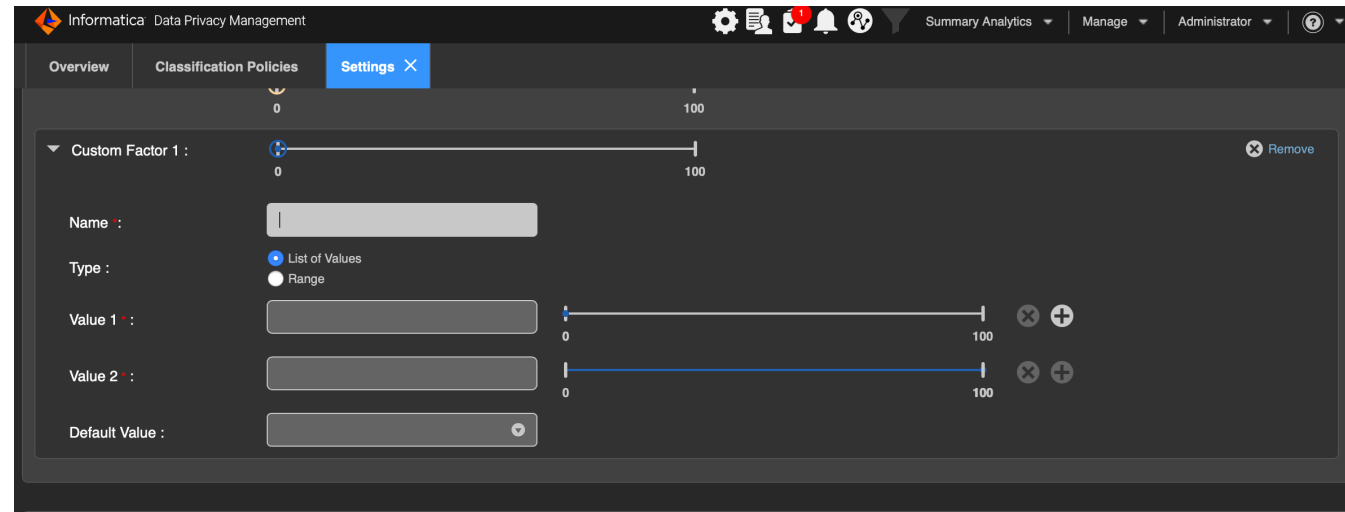 Informatica Data Privacy Management 1 Summary Analytics Manage Administrator ?
Overview Classification Policies Settings
0 100
Custom Factor 1 : Remove
0 100
Name *:
Type : List of Values
Range
Value 1 * :
0 100
Value 2 * :
0 100
Default Value :